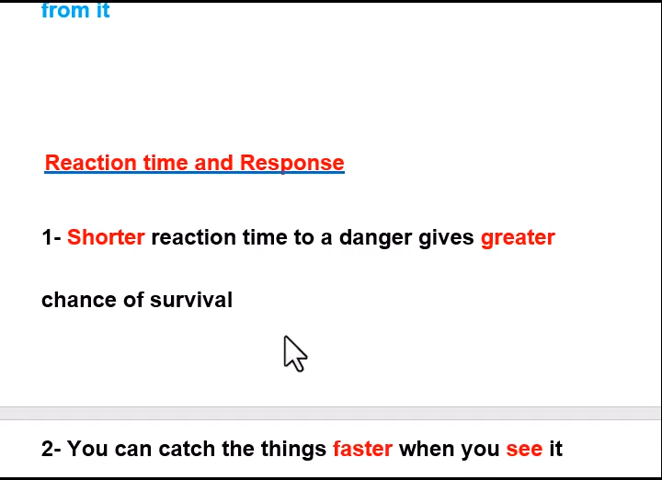 from it
Reaction time and Response
1- Shorter reaction time to a danger gives greater
chance of survival
2- You can catch the things faster when you see it